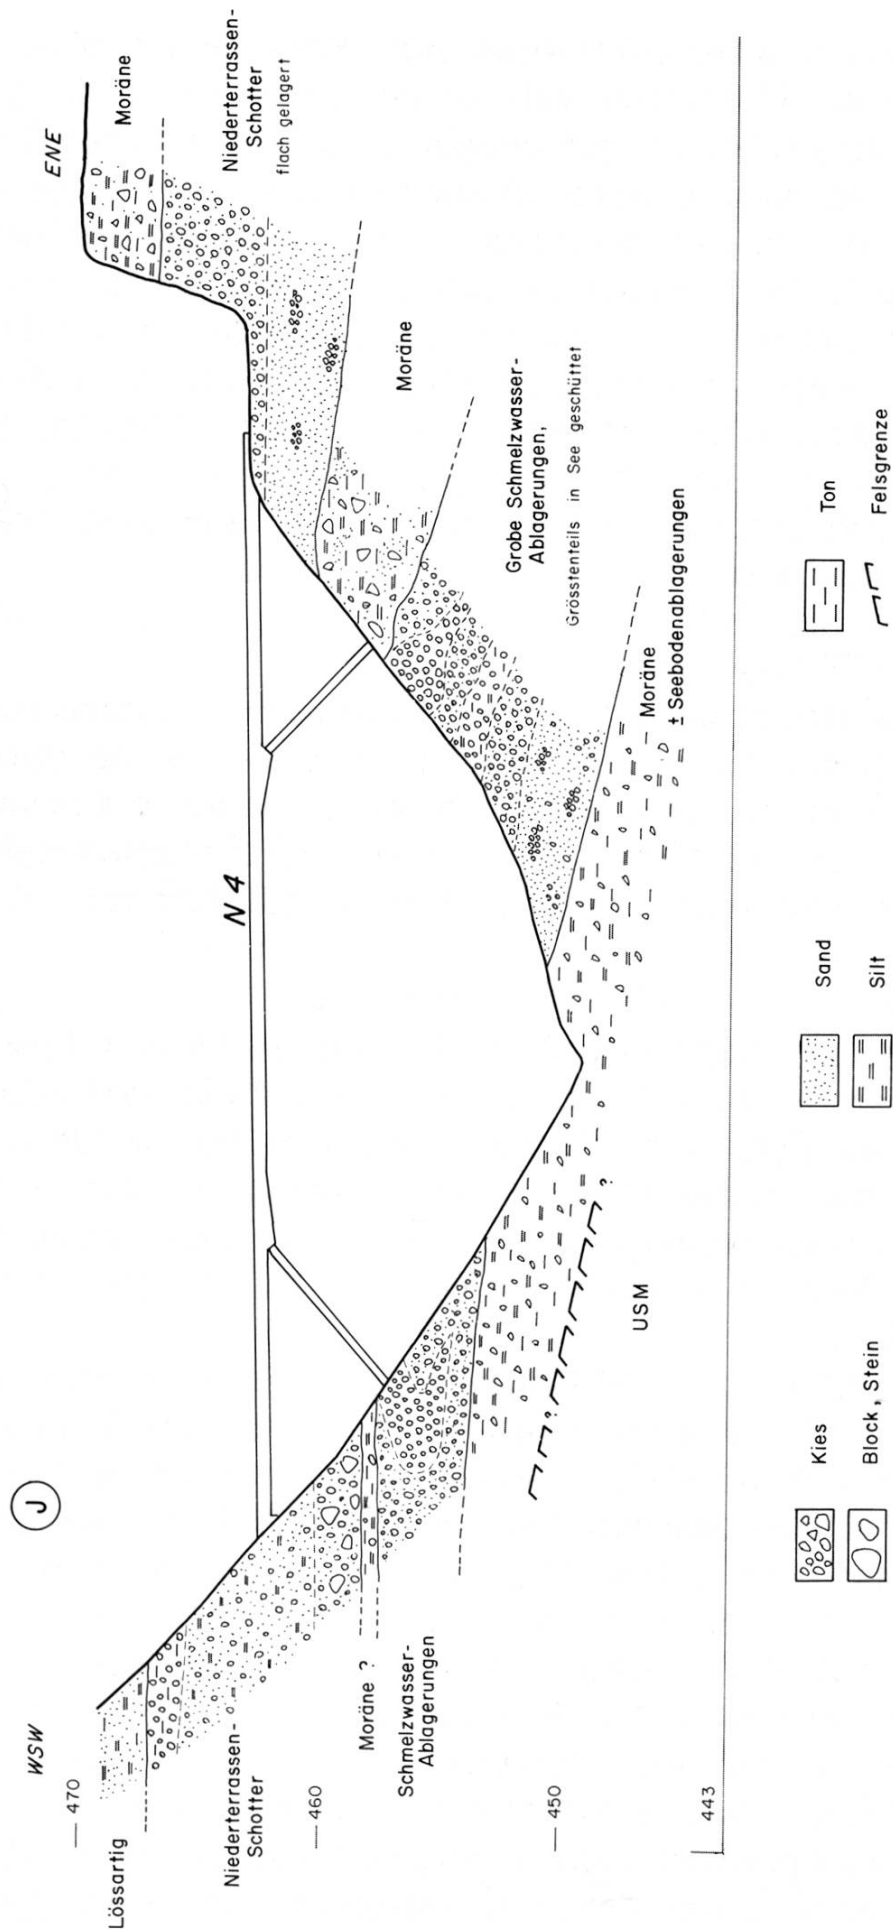 J
WSW
ENE
N 4
Moräne
Niederterrassen-
Schotter
flach gelagert
Moräne
Grobe Schmelzwasser-
Ablagerungen,
Grösstenteils in See geschüttet
Moräne
± Seebodenablagerungen
470
Lössartig
Niederterrassen-
Schotter
460
Moräne ?
Schmelzwasser-
Ablagerungen
450
443
?
?
USM
Kies
Sand
Ton
Block, Stein
Silt
Felsgrenze